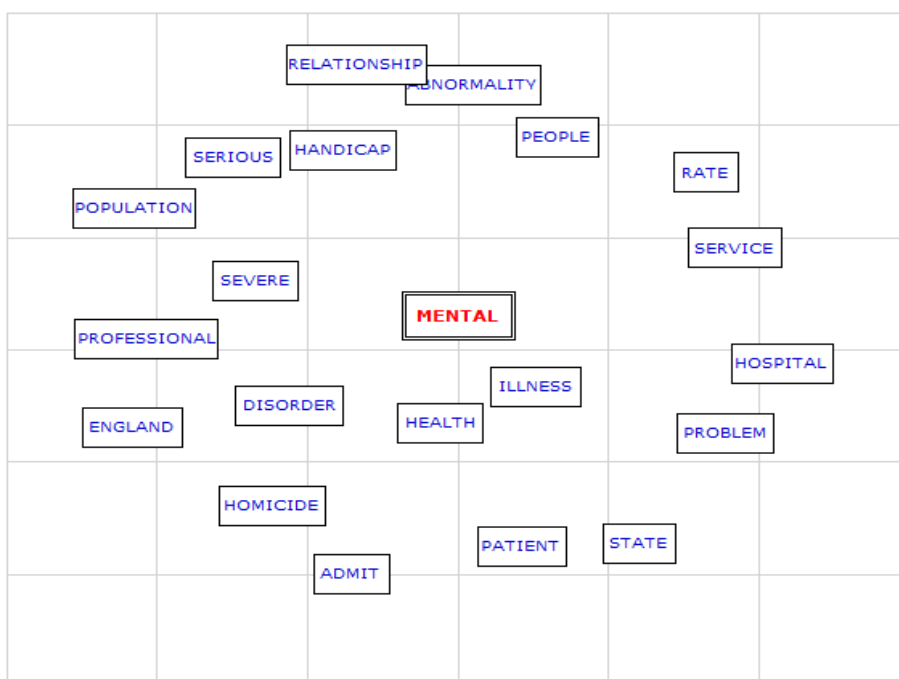 RELATIONSHIP
ABNORMALITY
PEOPLE
HANDICAP
SERIOUS
RATE
POPULATION
SERVICE
SEVERE
MENTAL
PROFESSIONAL
HOSPITAL
ILLNESS
DISORDER
HEALTH
ENGLAND
PROBLEM
HOMICIDE
STATE
PATIENT
ADMIT